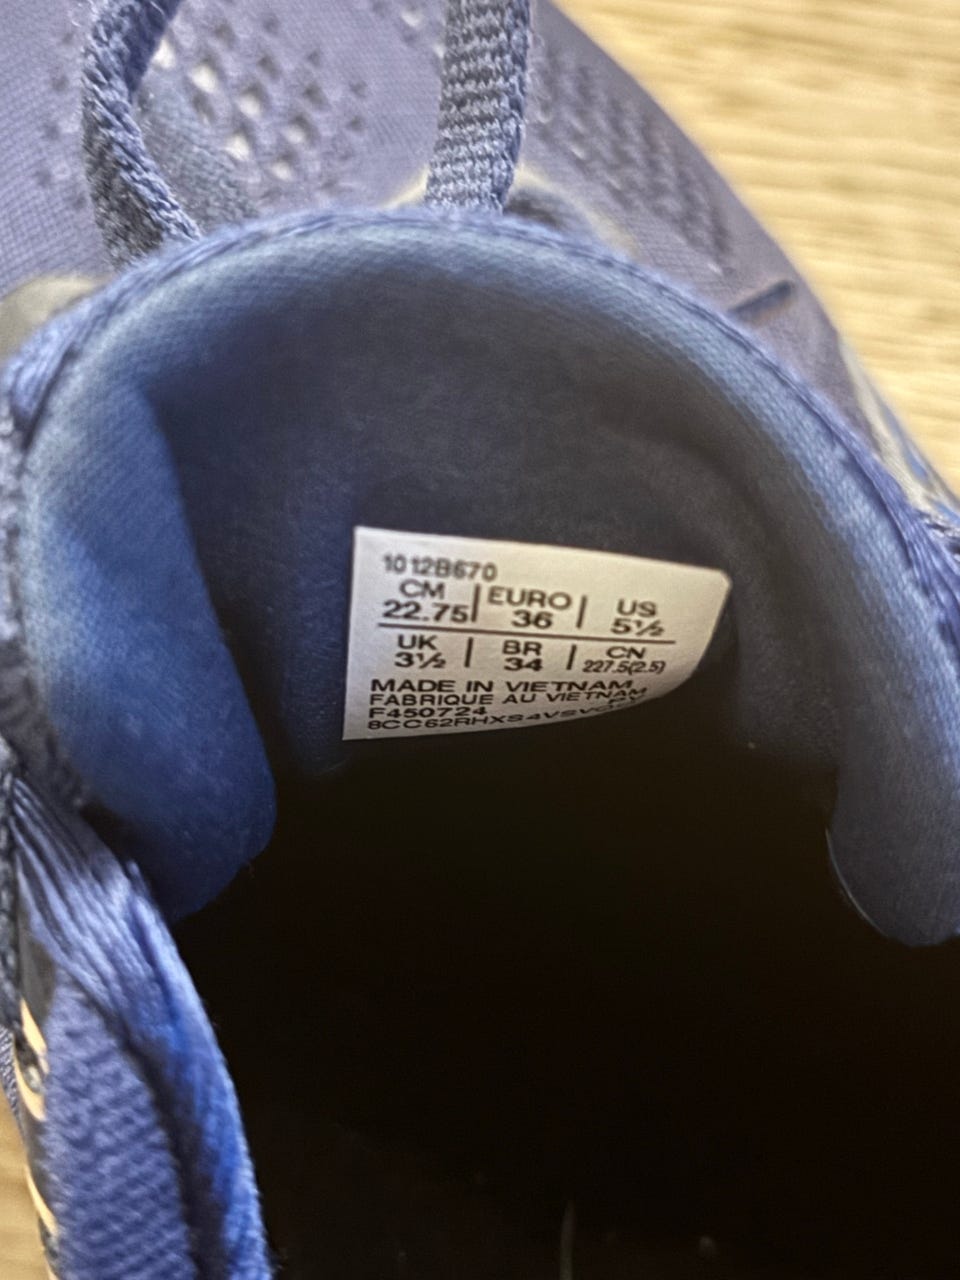 1012B670
CM | EURO | US
22.75 | 36 | 5½
UK | BR | CN
3½ | 34 | 227.5(2.5)
MADE IN VIETNAM
FABRIQUE AU VIETNAM
F450724